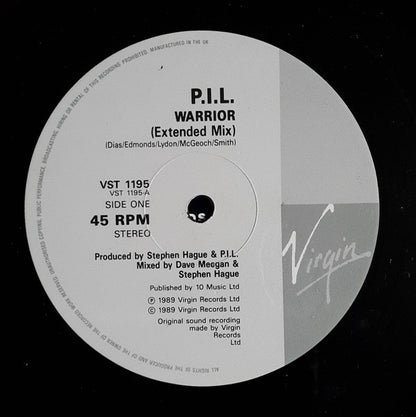 P.I.L.
WARRIOR
(Extended Mix)
(Dias/Edmonds/Lydon/McGeoch/Smith)
VST 1195
VST 1195-A
SIDE ONE
45 RPM
STEREO
Produced by Stephen Hague & P.I.L.
Mixed by Dave Meegan &
Stephen Hague
Published by 10 Music Ltd
℗ 1989 Virgin Records Ltd
© 1989 Virgin Records Ltd
Original sound recording
made by Virgin
Records
Ltd
Virgin
ALL RIGHTS OF THE PRODUCER AND OF THE OWNER OF THE RECORDED WORK RESERVED. UNAUTHORISED COPYING, PUBLIC PERFORMANCE, BROADCASTING, HIRING OR RENTAL OF THIS RECORDING PROHIBITED. MANUFACTURED IN THE UK